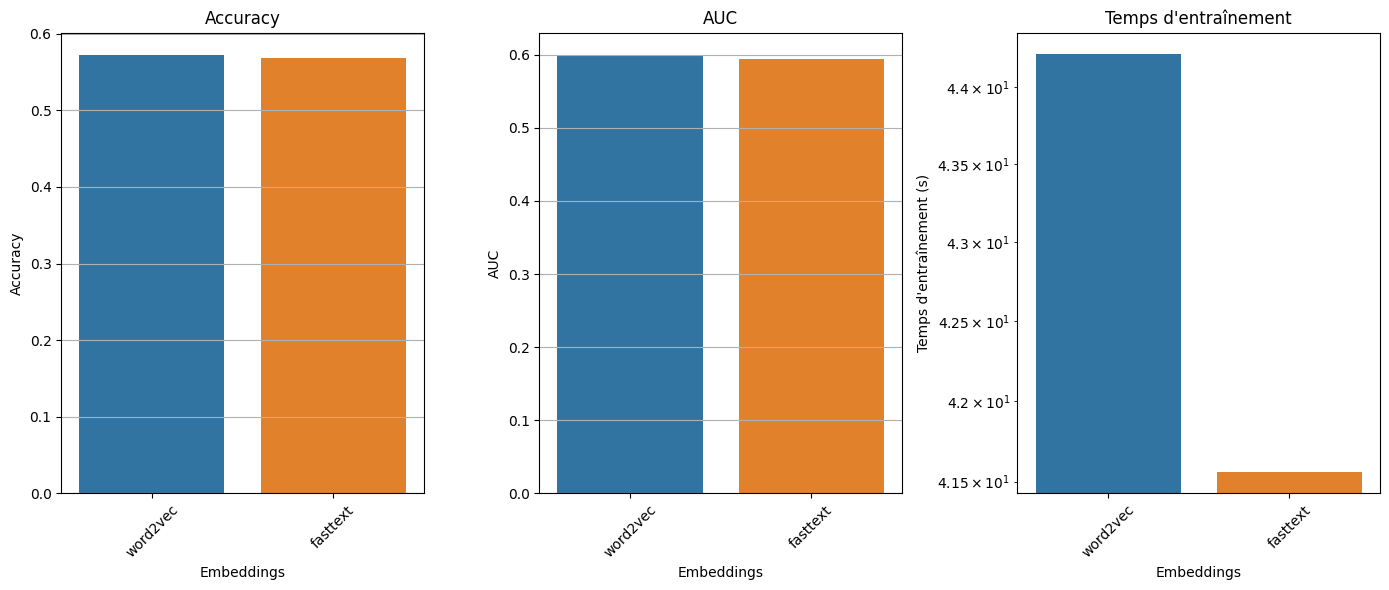 Accuracy
0.6
0.5
0.4
0.3
0.2
0.1
0.0
Accuracy
word2vec
fasttext
Embeddings
AUC
0.6
0.5
0.4
0.3
0.2
0.1
0.0
AUC
word2vec
fasttext
Embeddings
Temps d'entraînement
4.4 × 10¹
4.35 × 10¹
4.3 × 10¹
4.25 × 10¹
4.2 × 10¹
4.15 × 10¹
Temps d'entraînement (s)
word2vec
fasttext
Embeddings